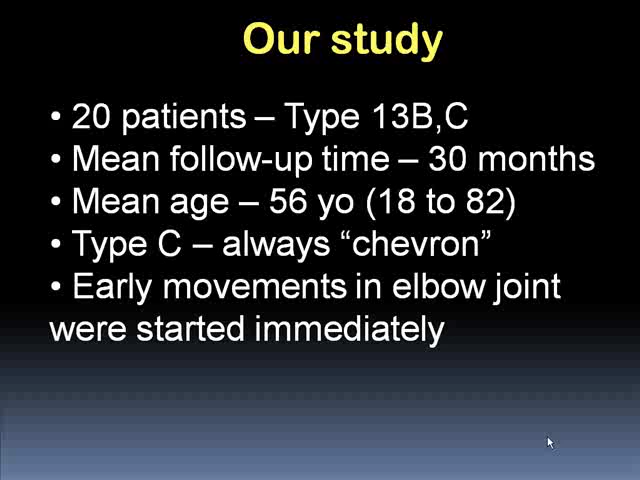 Our study
• 20 patients – Type 13B,C
• Mean follow-up time – 30 months
• Mean age – 56 yo (18 to 82)
• Type C – always “chevron”
• Early movements in elbow joint
were started immediately